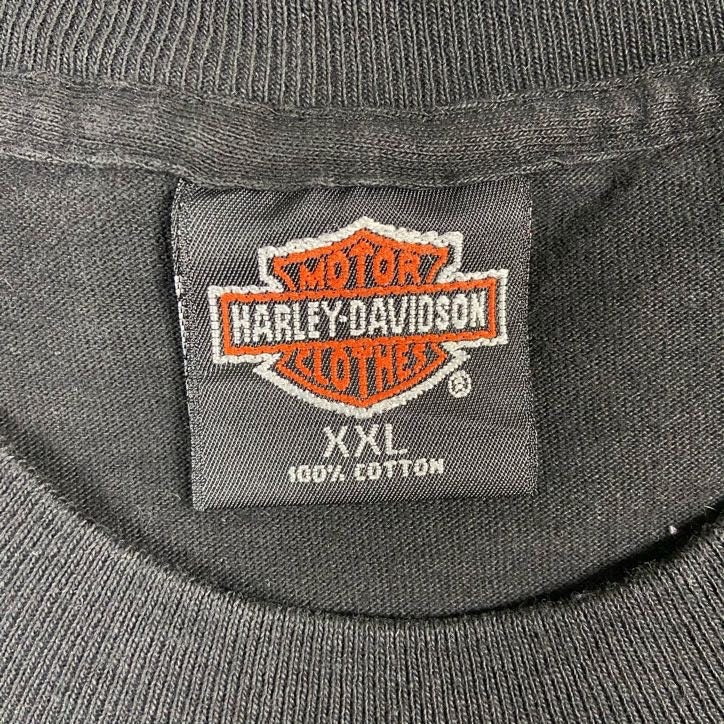 MOTOR
HARLEY-DAVIDSON
CLOTHES
®
XXL
100% COTTON